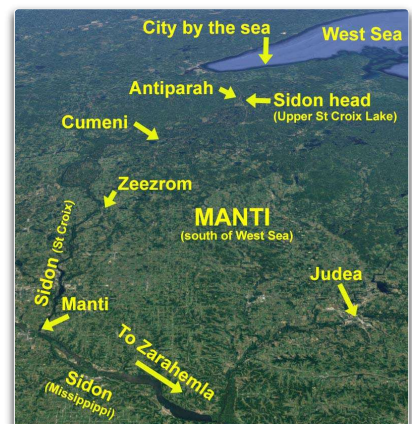 City by the sea
West Sea
Antiparah
Sidon head
(Upper St Croix Lake)
Cumeni
Zeezrom
MANTI
(south of West Sea)
Sidon (St Croix)
Judea
Manti
To Zarahemla
Sidon
(Missippippi)